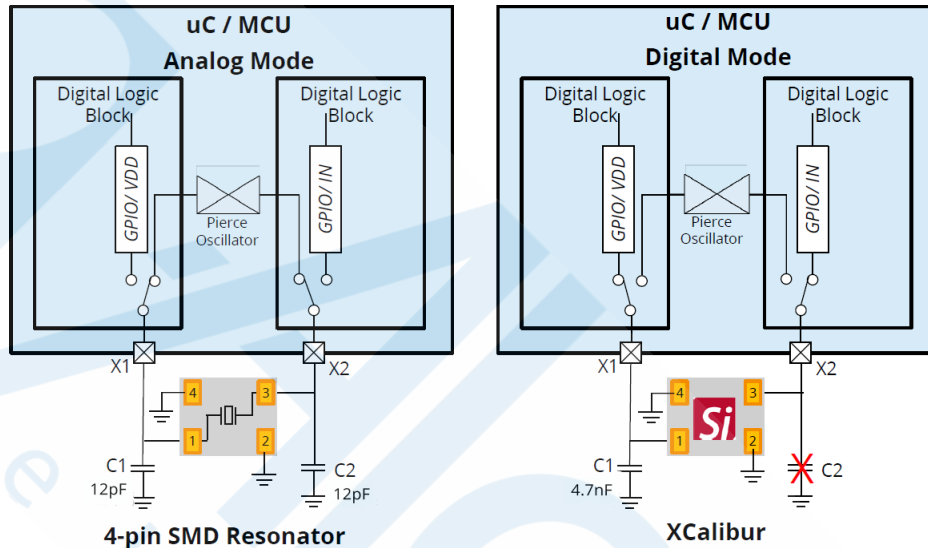 uC / MCU
Analog Mode
Digital Logic
Block
Digital Logic
Block
GPIO/ VDD
GPIO/ IN
Pierce
Oscillator
X1
X2
4
3
1
2
C1
12pF
C2
12pF
4-pin SMD Resonator
uC / MCU
Digital Mode
Digital Logic
Block
Digital Logic
Block
GPIO/ VDD
GPIO/ IN
Pierce
Oscillator
X1
X2
4
3
Si
1
2
C1
4.7nF
C2
XCalibur
e